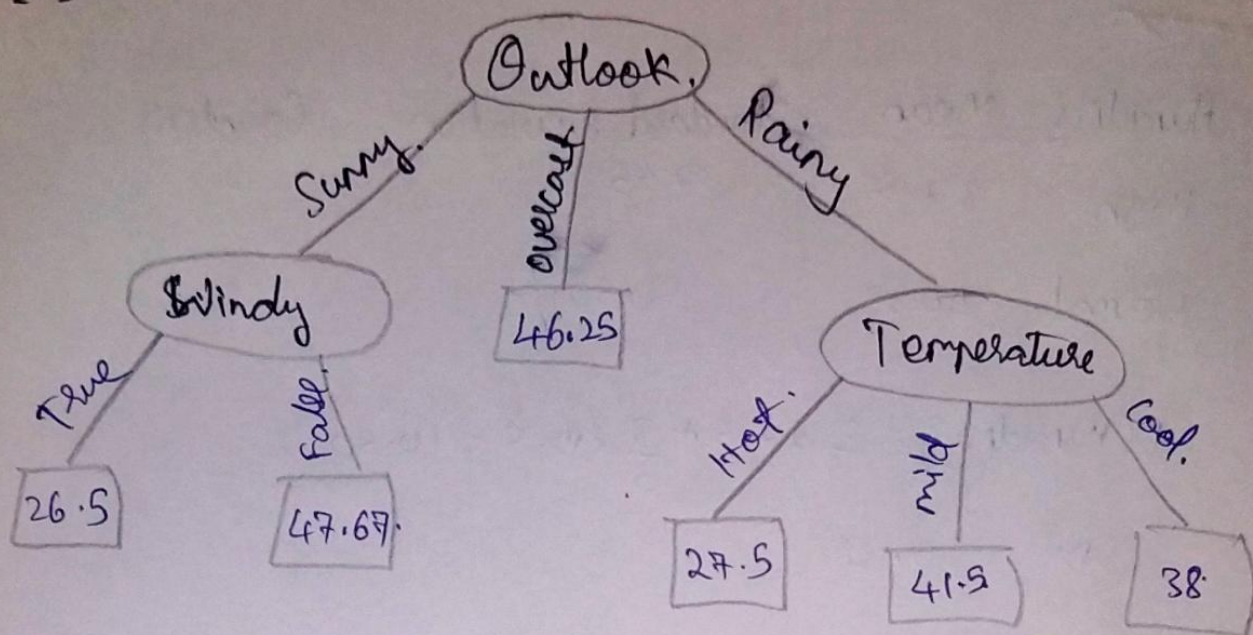 Outlook.
Sunny.
overcast
Rainy
Windy
46.25
Temperature
True
False
Hot.
mild
Cool.
26.5
47.67.
27.5
41.5
38